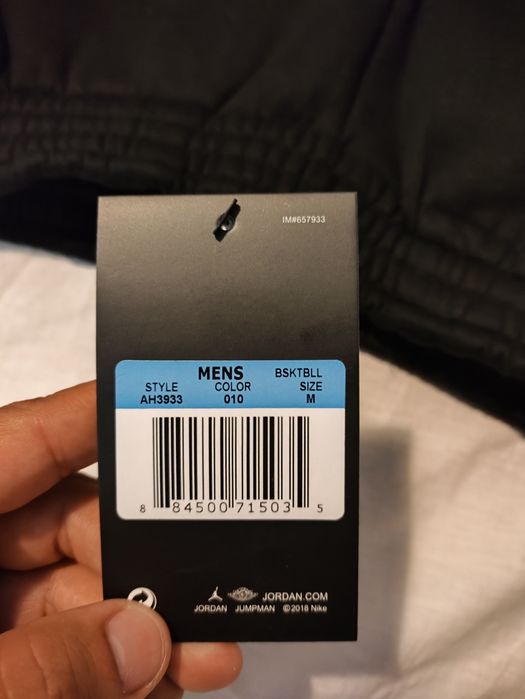 IM#657933
MENS BSKTBLL
STYLE COLOR SIZE
AH3933 010 M
8 84500 71503 5
JORDAN.COM
JORDAN JUMPMAN ©2018 Nike